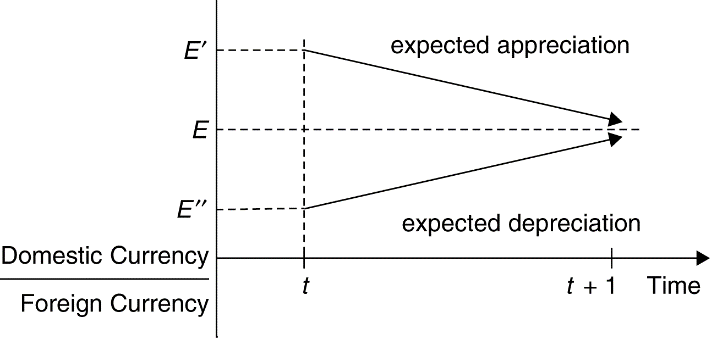 E′
expected appreciation
E
E″
expected depreciation
Domestic Currency
Foreign Currency
t
t + 1
Time